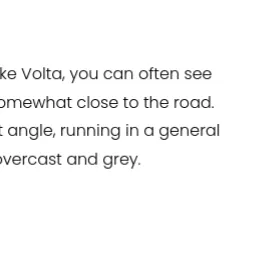 ke Volta, you can often see
omewhat close to the road.
t angle, running in a general
overcast and grey.